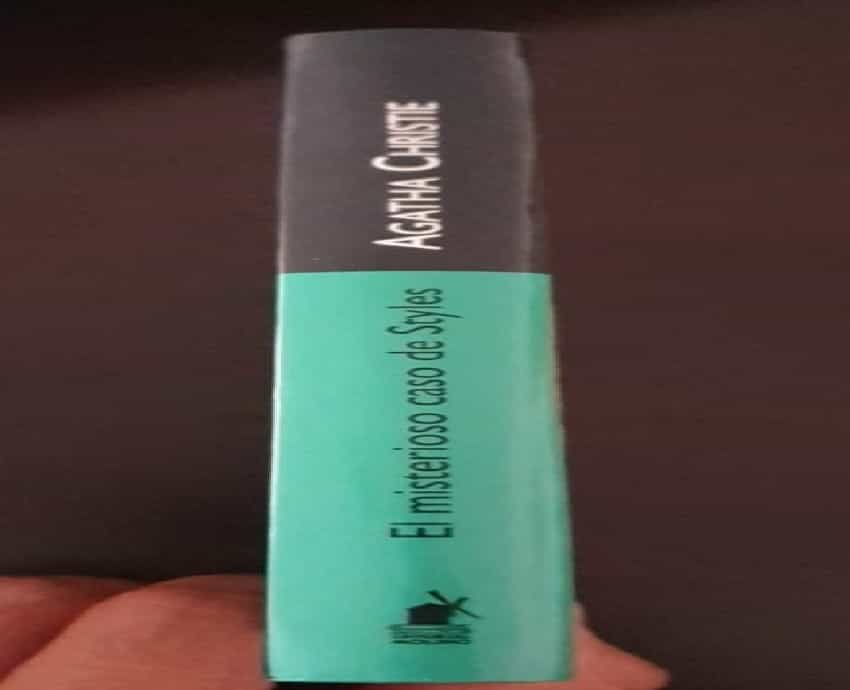 AGATHA CHRISTIE
El misterioso caso de Styles